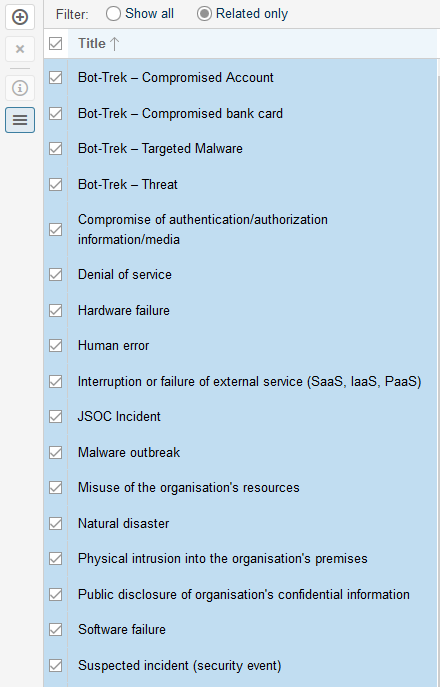 Filter: Show all Related only
Title ↑
Bot-Trek – Compromised Account
Bot-Trek – Compromised bank card
Bot-Trek – Targeted Malware
Bot-Trek – Threat
Compromise of authentication/authorization
information/media
Denial of service
Hardware failure
Human error
Interruption or failure of external service (SaaS, IaaS, PaaS)
JSOC Incident
Malware outbreak
Misuse of the organisation's resources
Natural disaster
Physical intrusion into the organisation's premises
Public disclosure of organisation's confidential information
Software failure
Suspected incident (security event)